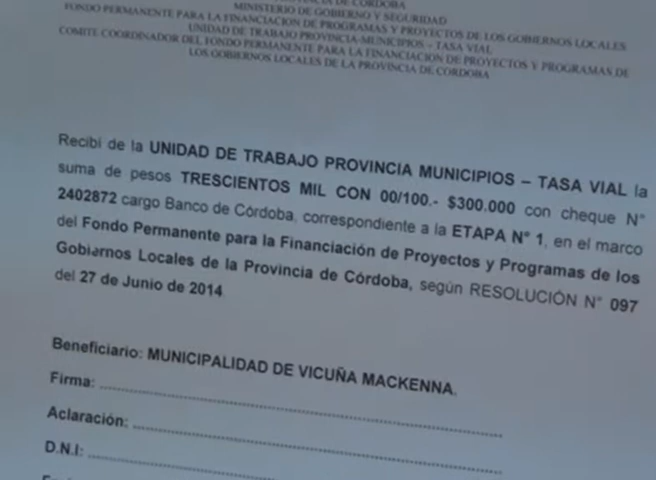 PROVINCIA DE CORDOBA
MINISTERIO DE GOBIERNO Y SEGURIDAD
FONDO PERMANENTE PARA LA FINANCIACION DE PROGRAMAS Y PROYECTOS DE LOS GOBIERNOS LOCALES
UNIDAD DE TRABAJO PROVINCIA-MUNICIPIOS - TASA VIAL
COMITE COORDINADOR DEL FONDO PERMANENTE PARA LA FINANCIACION DE PROYECTOS Y PROGRAMAS DE
LOS GOBIERNOS LOCALES DE LA PROVINCIA DE CORDOBA
Recibí de la UNIDAD DE TRABAJO PROVINCIA MUNICIPIOS – TASA VIAL la
suma de pesos TRESCIENTOS MIL CON 00/100.- $300.000 con cheque N°
2402872 cargo Banco de Córdoba, correspondiente a la ETAPA N° 1, en el marco
del Fondo Permanente para la Financiación de Proyectos y Programas de los
Gobiernos Locales de la Provincia de Córdoba, según RESOLUCIÓN N° 097
del 27 de Junio de 2014
Beneficiario: MUNICIPALIDAD DE VICUÑA MACKENNA.
Firma:
Aclaración:
D.N.I: